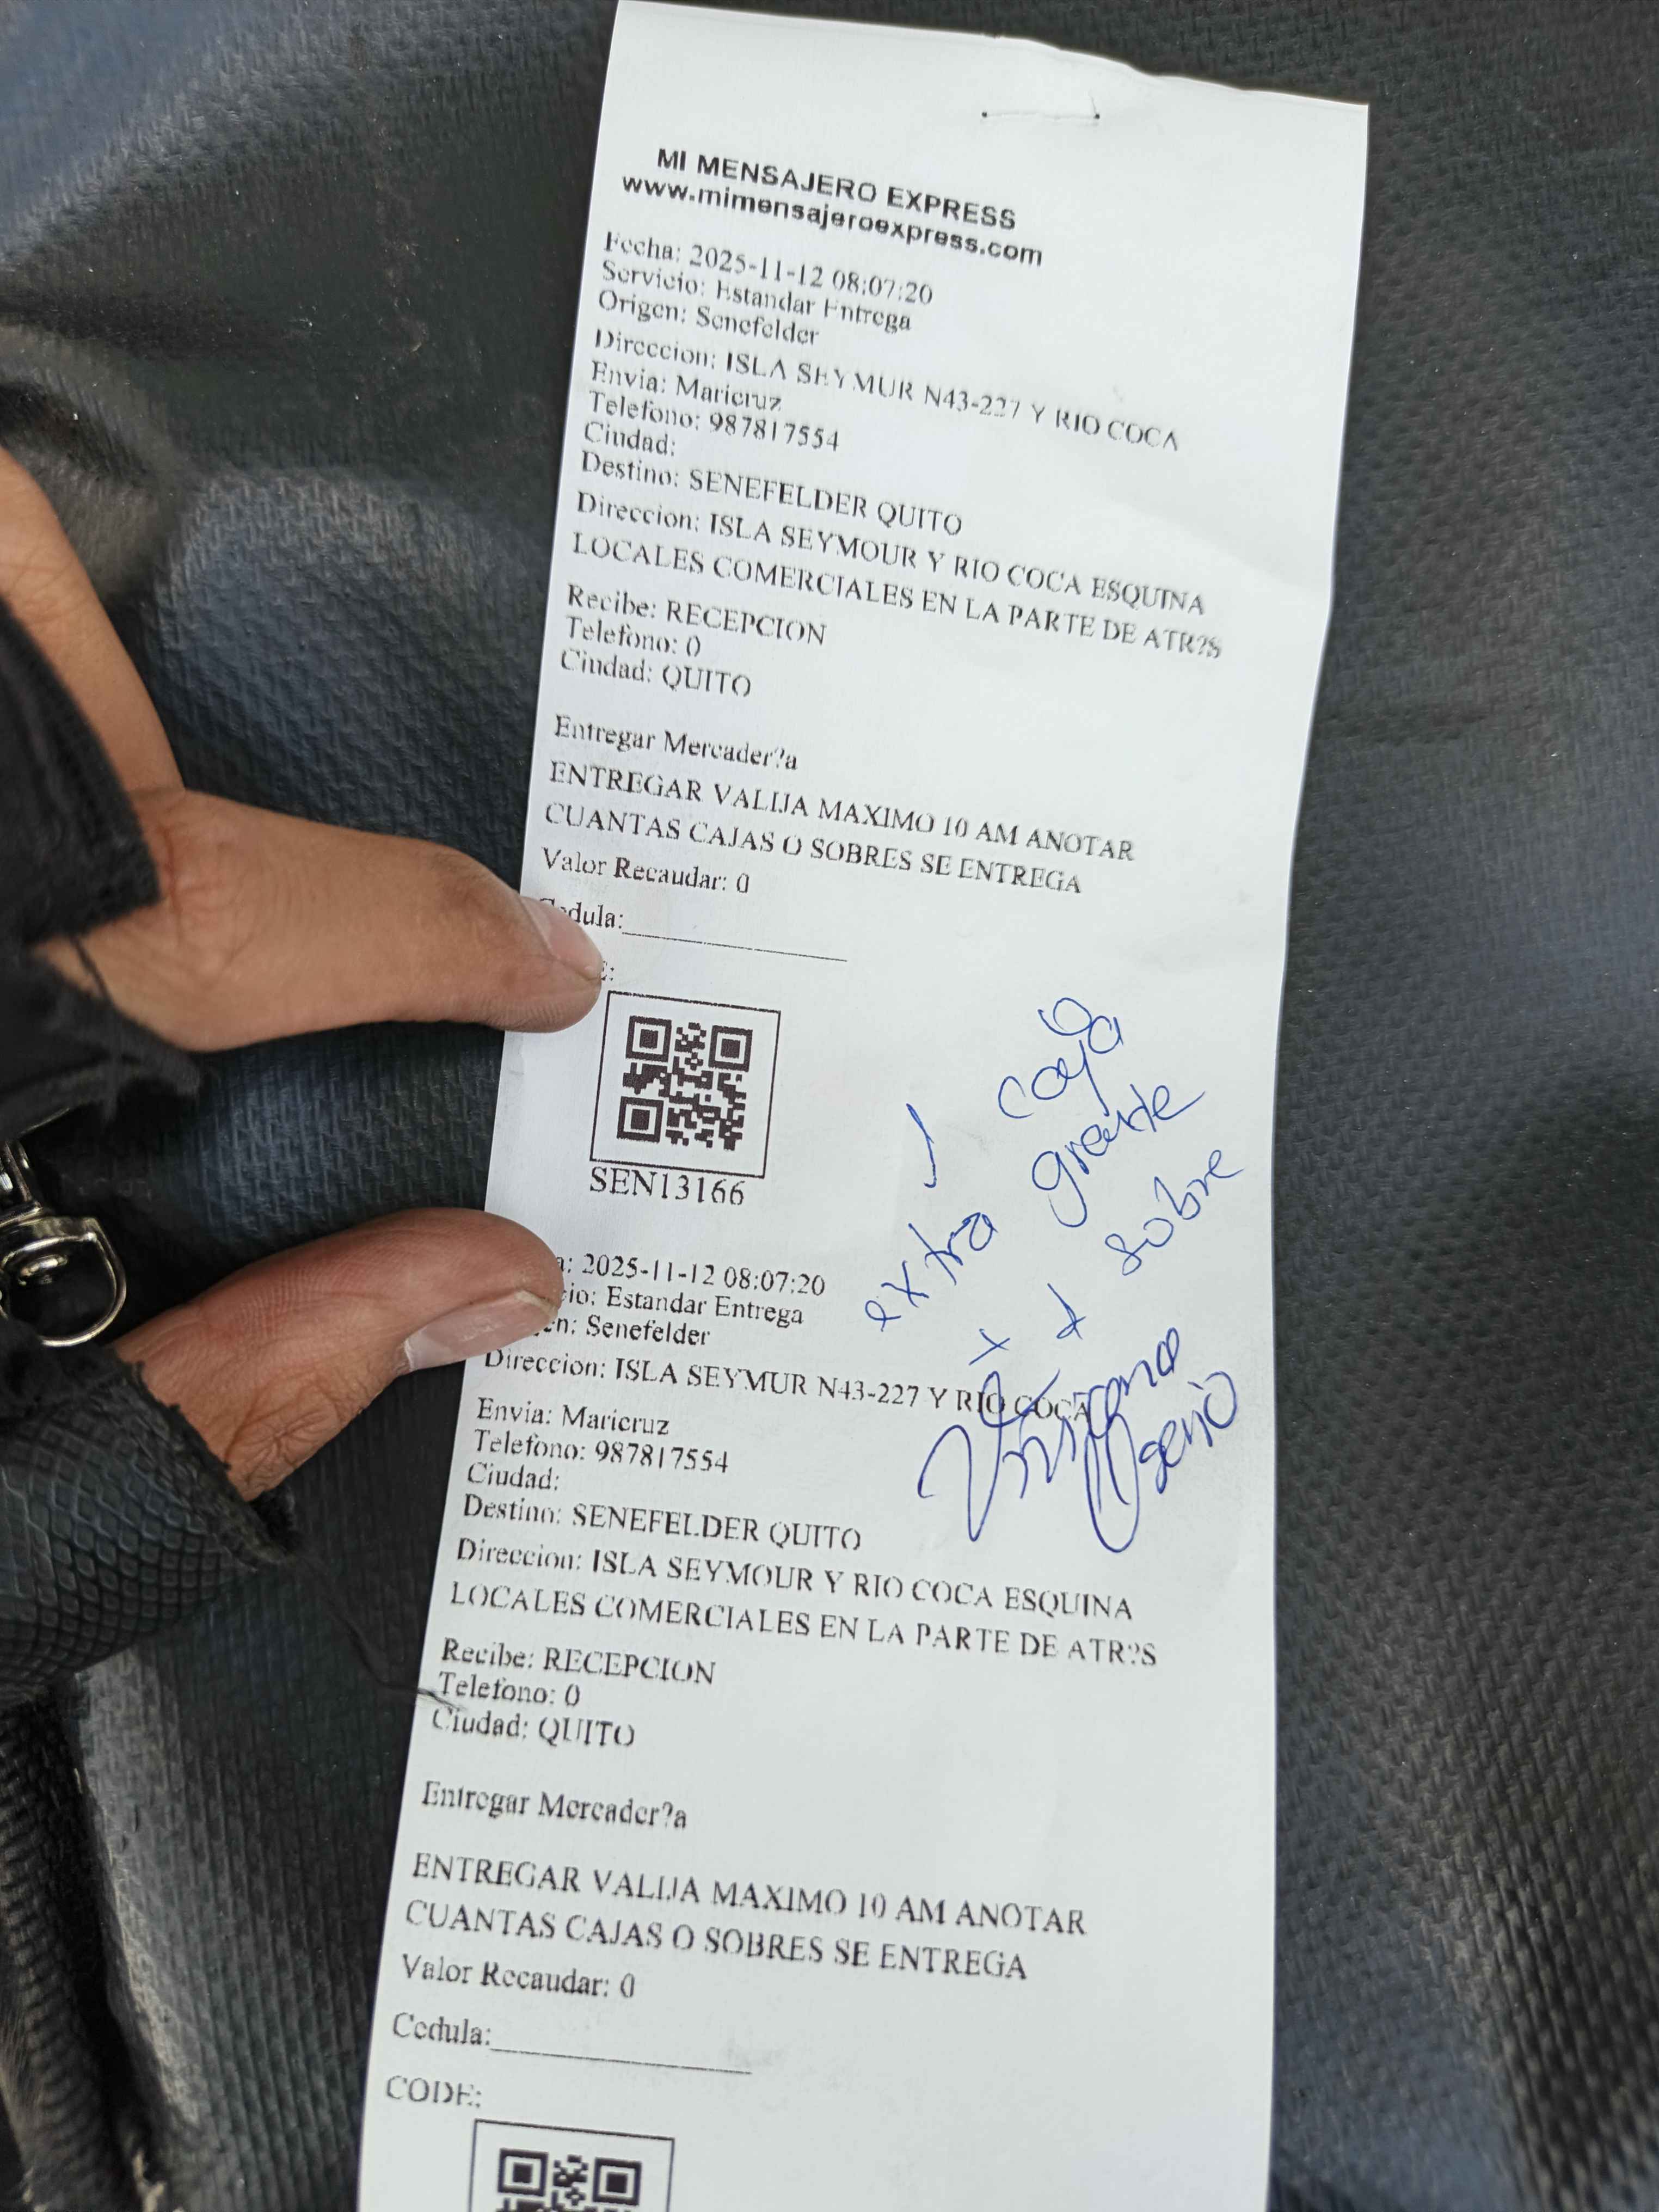 MI MENSAJERO EXPRESS
www.mimensajeroexpress.com
Fecha: 2025-11-12 08:07:20
Servicio: Estandar Entrega
Origen: Senefelder
Direccion: ISLA SEYMUR N43-227 Y RIO COCA
Envia: Maricruz
Telefono: 987817554
Ciudad:
Destino: SENEFELDER QUITO
Direccion: ISLA SEYMOUR Y RIO COCA ESQUINA
LOCALES COMERCIALES EN LA PARTE DE ATR?S
Recibe: RECEPCION
Telefono: 0
Ciudad: QUITO
Entregar Mercader?a
ENTREGAR VALIJA MAXIMO 10 AM ANOTAR
CUANTAS CAJAS O SOBRES SE ENTREGA
Valor Recaudar: 0
edula:
E:
SEN13166
1 caja
extra grande
x 1 sobre
a: 2025-11-12 08:07:20
cio: Estandar Entrega
en: Senefelder
Direccion: ISLA SEYMUR N43-227 Y RIO COCA
Envia: Maricruz
Telefono: 987817554
Ciudad:
Destino: SENEFELDER QUITO
Direccion: ISLA SEYMOUR Y RIO COCA ESQUINA
LOCALES COMERCIALES EN LA PARTE DE ATR?S
Recibe: RECEPCION
Telefono: 0
Ciudad: QUITO
Entregar Mercader?a
ENTREGAR VALIJA MAXIMO 10 AM ANOTAR
CUANTAS CAJAS O SOBRES SE ENTREGA
Valor Recaudar: 0
Cedula:
CODE: